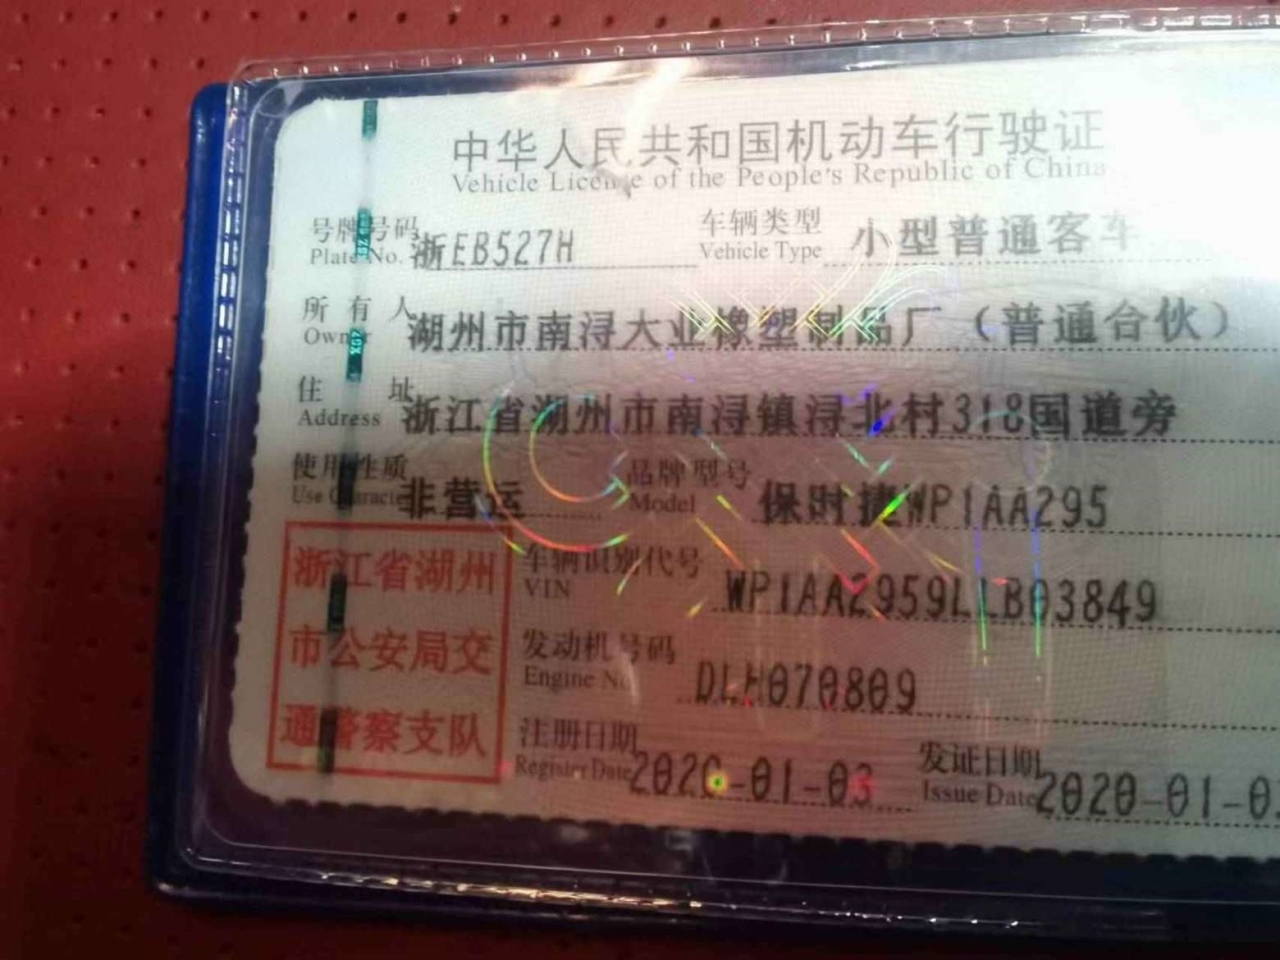 中华人民共和国机动车行驶证
Vehicle License of the People's Republic of China
号牌号码 浙EB527H 车辆类型 小型普通客车
Plate No. Vehicle Type
所有人 湖州市南浔大业橡塑制品厂（普通合伙）
Owner
住址 浙江省湖州市南浔镇浔北村318国道旁
Address
使用性质 非营运 品牌型号 保时捷WP1AA295
Use Character Model
浙江省湖州
市公安局交
通警察支队
车辆识别代号 WP1AA2959LLB03849
VIN
发动机号码 DLH070809
Engine No.
注册日期 2020-01-03 发证日期 2020-01-0
Register Date Issue Date